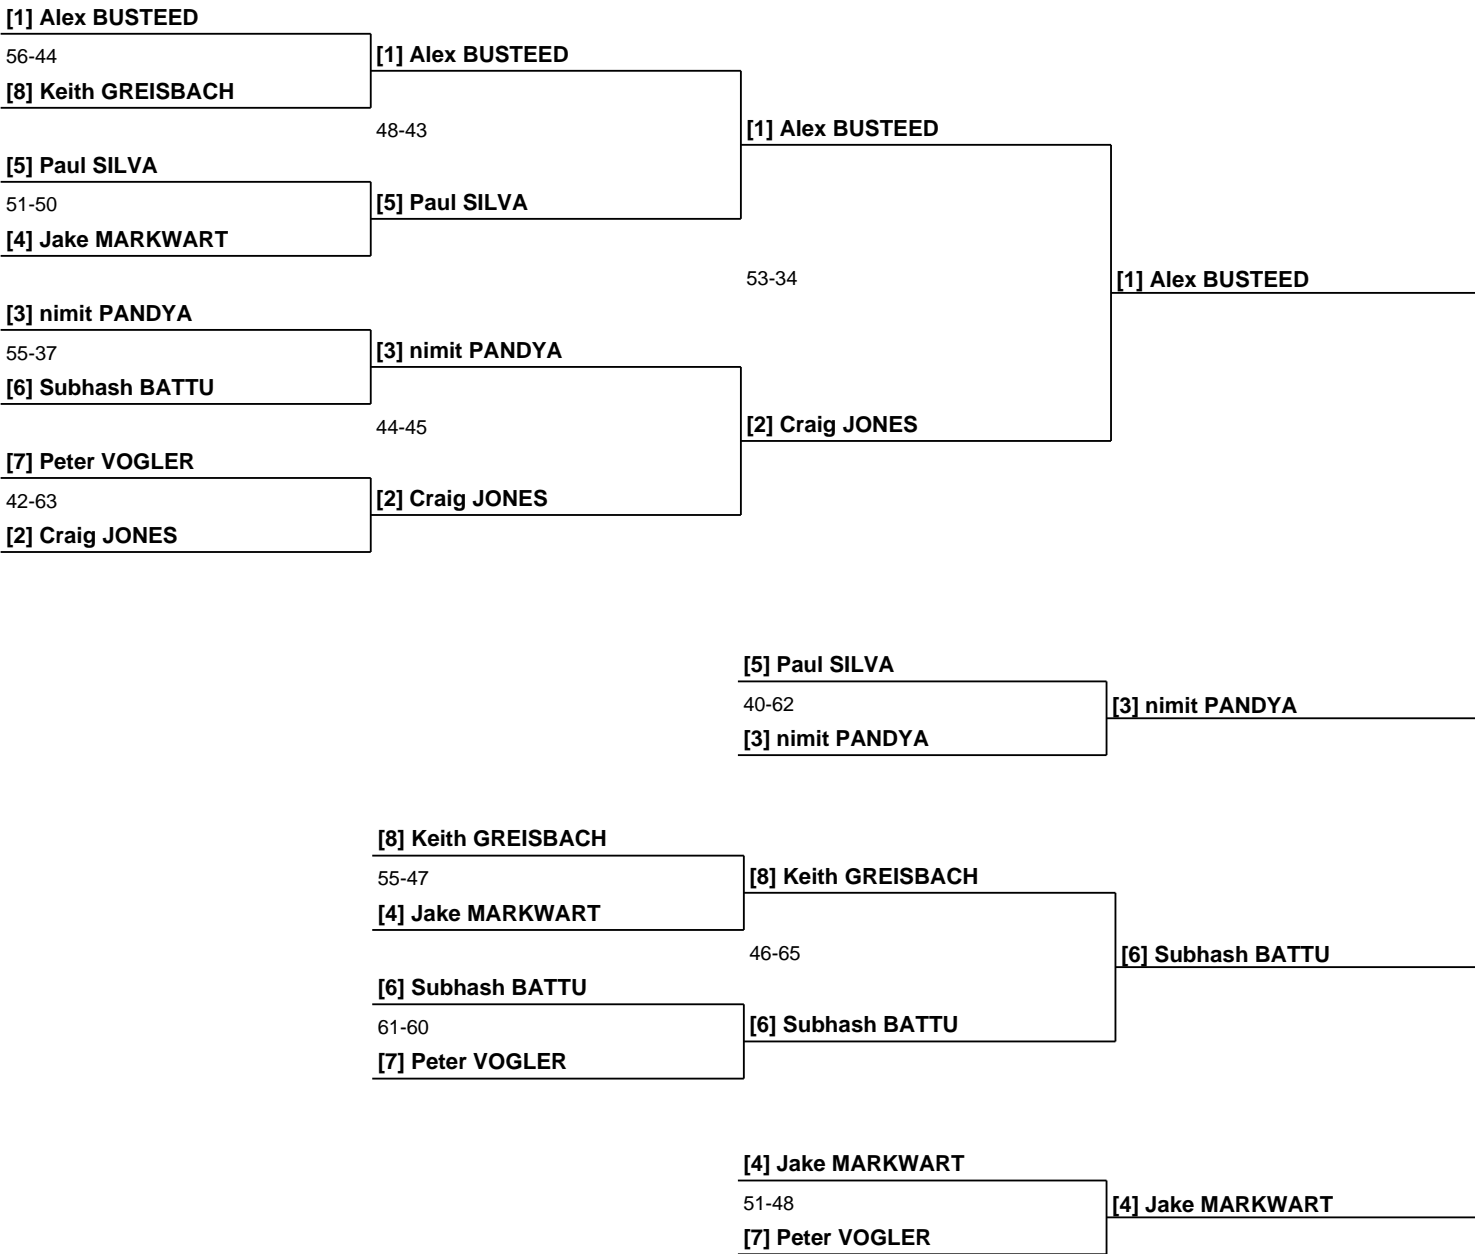 [1] Alex BUSTEED
56-44
[8] Keith GREISBACH
[1] Alex BUSTEED
48-43
[5] Paul SILVA
51-50
[4] Jake MARKWART
[5] Paul SILVA
[1] Alex BUSTEED
53-34
[1] Alex BUSTEED
[3] nimit PANDYA
55-37
[6] Subhash BATTU
[3] nimit PANDYA
44-45
[2] Craig JONES
[7] Peter VOGLER
42-63
[2] Craig JONES
[2] Craig JONES
[5] Paul SILVA
40-62
[3] nimit PANDYA
[3] nimit PANDYA
[8] Keith GREISBACH
55-47
[4] Jake MARKWART
[8] Keith GREISBACH
46-65
[6] Subhash BATTU
[6] Subhash BATTU
61-60
[7] Peter VOGLER
[6] Subhash BATTU
[4] Jake MARKWART
51-48
[7] Peter VOGLER
[4] Jake MARKWART